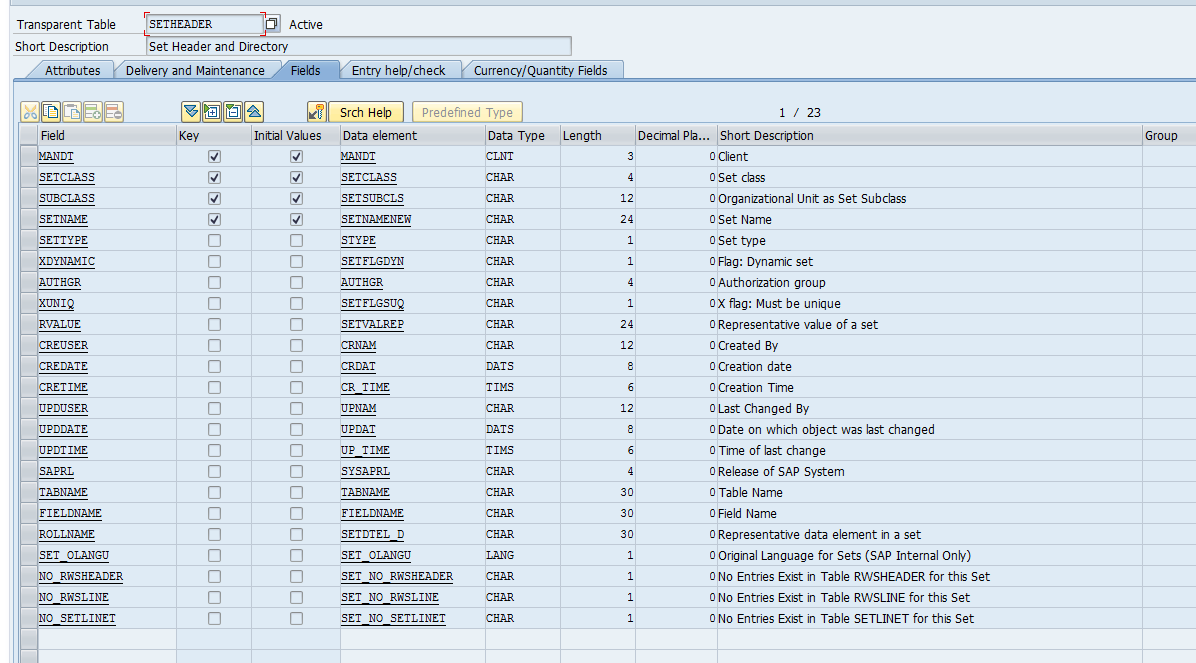 Transparent Table SETHEADER Active
Short Description Set Header and Directory
Attributes Delivery and Maintenance Fields Entry help/check Currency/Quantity Fields
Srch Help Predefined Type 1 / 23
Field Key Initial Values Data element Data Type Length Decimal Pla... Short Description Group
MANDT MANDT CLNT 3 0 Client
SETCLASS SETCLASS CHAR 4 0 Set class
SUBCLASS SETSUBCLS CHAR 12 0 Organizational Unit as Set Subclass
SETNAME SETNAMENEW CHAR 24 0 Set Name
SETTYPE STYPE CHAR 1 0 Set type
XDYNAMIC SETFLGDYN CHAR 1 0 Flag: Dynamic set
AUTHGR AUTHGR CHAR 4 0 Authorization group
XUNIQ SETFLGSUQ CHAR 1 0 X flag: Must be unique
RVALUE SETVALREP CHAR 24 0 Representative value of a set
CREUSER CRNAM CHAR 12 0 Created By
CREDATE CRDAT DATS 8 0 Creation date
CRETIME CR_TIME TIMS 6 0 Creation Time
UPDUSER UPNAM CHAR 12 0 Last Changed By
UPDDATE UPDAT DATS 8 0 Date on which object was last changed
UPDTIME UP_TIME TIMS 6 0 Time of last change
SAPRL SYSAPRL CHAR 4 0 Release of SAP System
TABNAME TABNAME CHAR 30 0 Table Name
FIELDNAME FIELDNAME CHAR 30 0 Field Name
ROLLNAME SETDTEL_D CHAR 30 0 Representative data element in a set
SET_OLANGU SET_OLANGU LANG 1 0 Original Language for Sets (SAP Internal Only)
NO_RWSHEADER SET_NO_RWSHEADER CHAR 1 0 No Entries Exist in Table RWSHEADER for this Set
NO_RWSLINE SET_NO_RWSLINE CHAR 1 0 No Entries Exist in Table RWSLINE for this Set
NO_SETLINET SET_NO_SETLINET CHAR 1 0 No Entries Exist in Table SETLINET for this Set